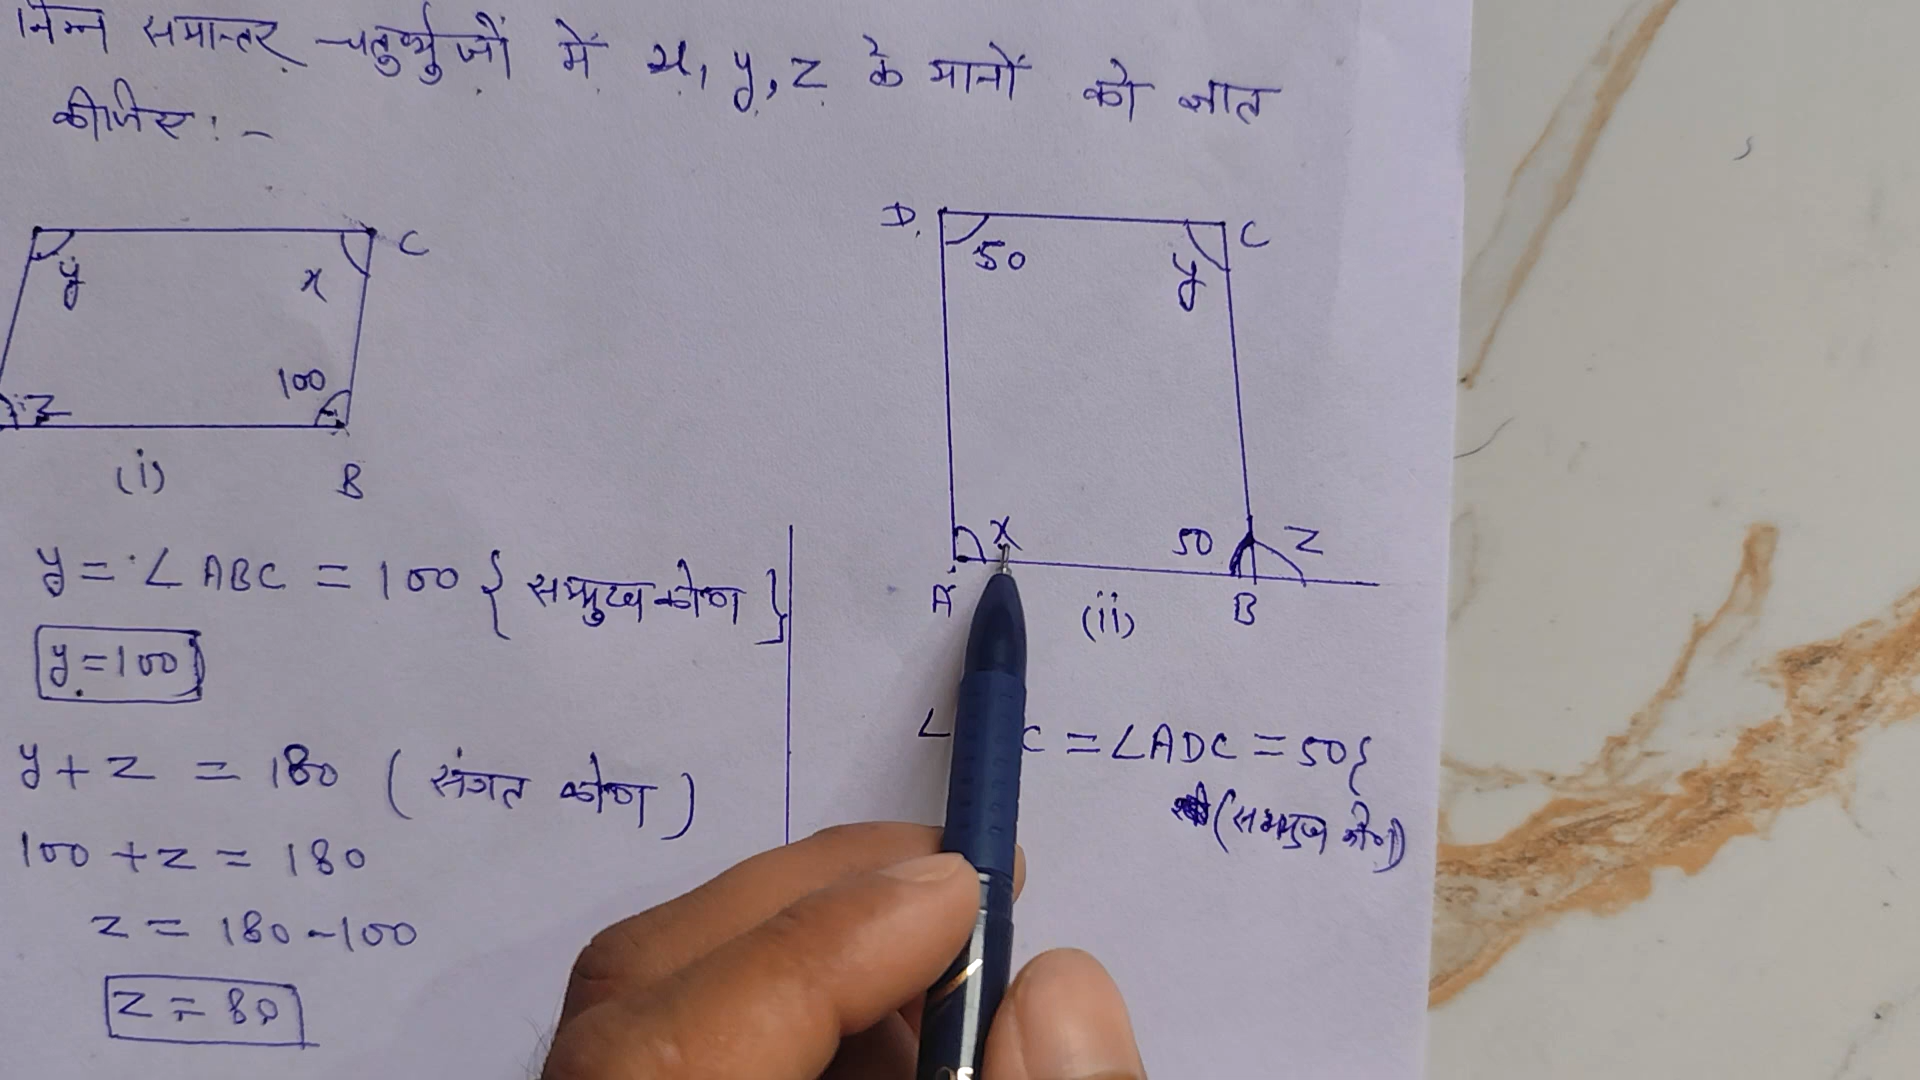 निम्न समान्तर चतुर्भुजों में x, y, z के मानों को ज्ञात
कीजिए :-
y x C
100
z
(i) B
y = ∠ABC = 100 { सम्मुख कोण }
y = 100
y + z = 180 ( संगत कोण )
100 + z = 180
z = 180 - 100
z = 80
D C
50 y
x 50 z
A (ii) B
∠ C = ∠ADC = 50 {
(सम्मुख कोण)